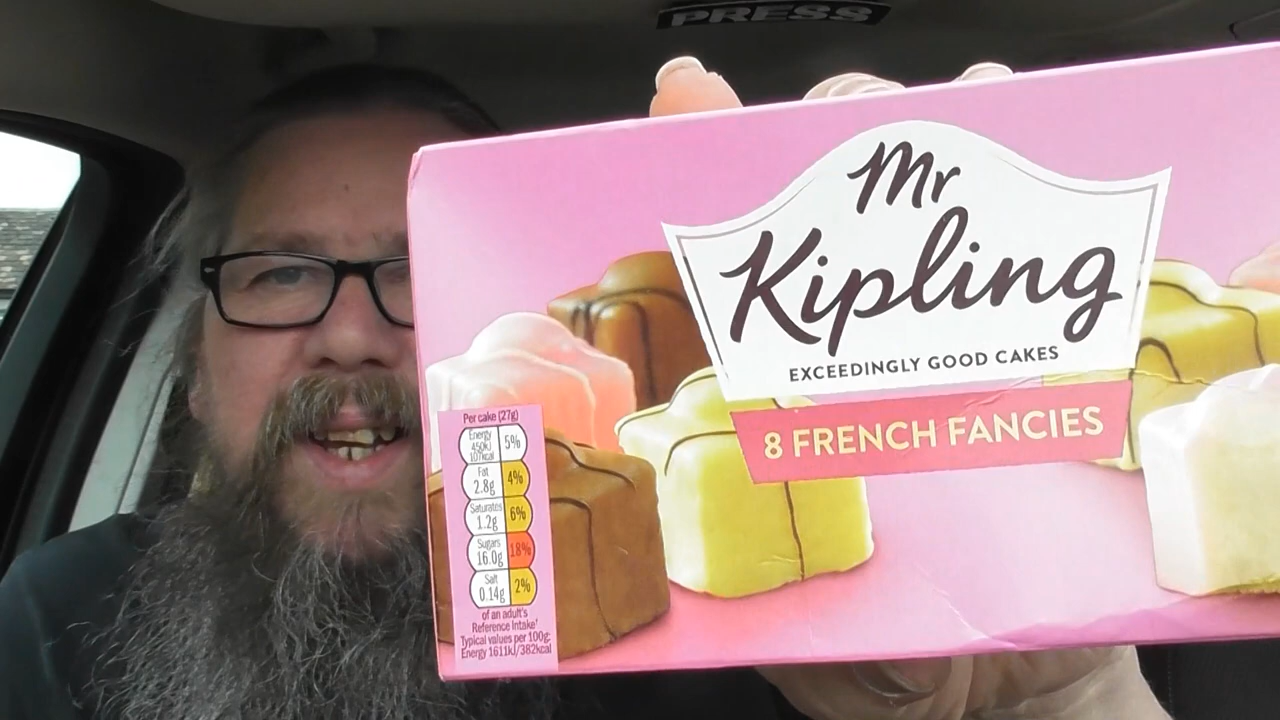 PRESS
Mr
Kipling
EXCEEDINGLY GOOD CAKES
8 FRENCH FANCIES
Per cake (27g)
Energy
450kJ
107kcal
5%
Fat
2.8g
4%
Saturates
1.2g
6%
Sugars
16.0g
18%
Salt
0.14g
2%
of an adult's
Reference Intake*
Typical values per 100g:
Energy 1611kJ/382kcal